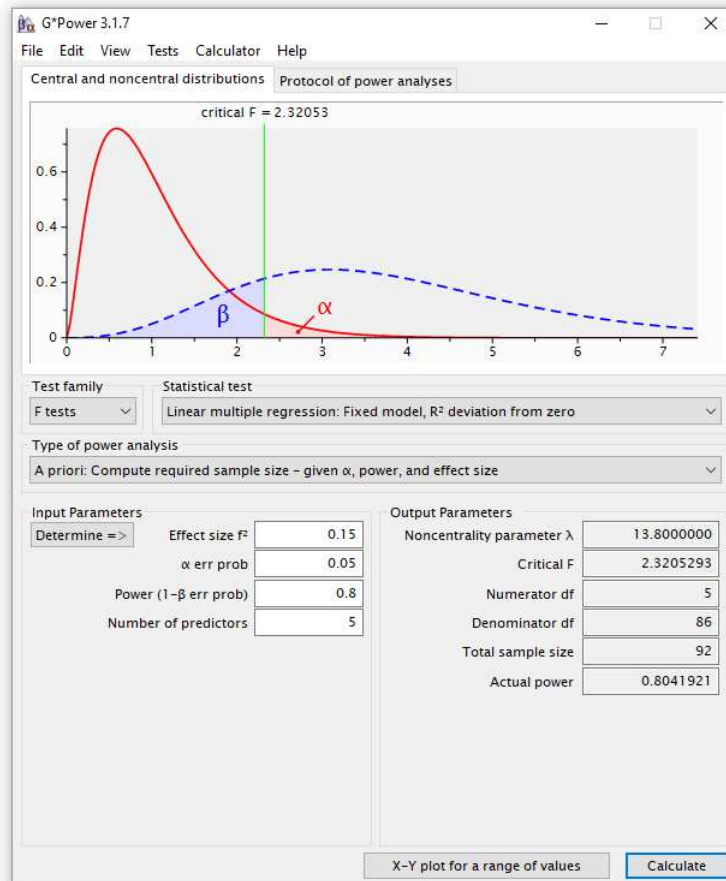 G*Power 3.1.7
File Edit View Tests Calculator Help
Central and noncentral distributions Protocol of power analyses
critical F = 2.32053
0.6
0.4
0.2
0
β
α
0 1 2 3 4 5 6 7
Test family Statistical test
F tests Linear multiple regression: Fixed model, R² deviation from zero
Type of power analysis
A priori: Compute required sample size – given α, power, and effect size
Input Parameters
Determine =>
Effect size f² 0.15
α err prob 0.05
Power (1-β err prob) 0.8
Number of predictors 5
Output Parameters
Noncentrality parameter λ 13.8000000
Critical F 2.3205293
Numerator df 5
Denominator df 86
Total sample size 92
Actual power 0.8041921
X-Y plot for a range of values Calculate